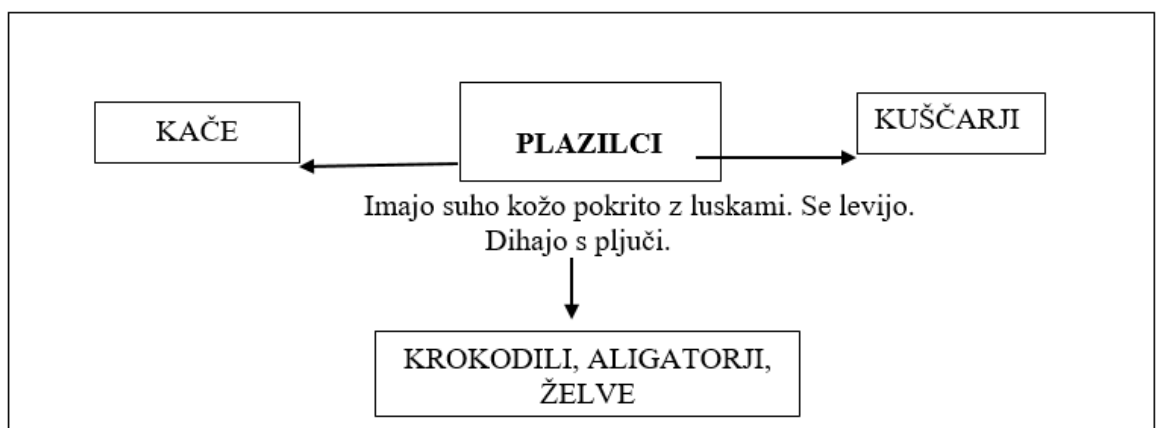 KAČE
PLAZILCI
KUŠČARJI
Imajo suho kožo pokrito z luskami. Se levijo.
Dihajo s pljuči.
KROKODILI, ALIGATORJI,
ŽELVE